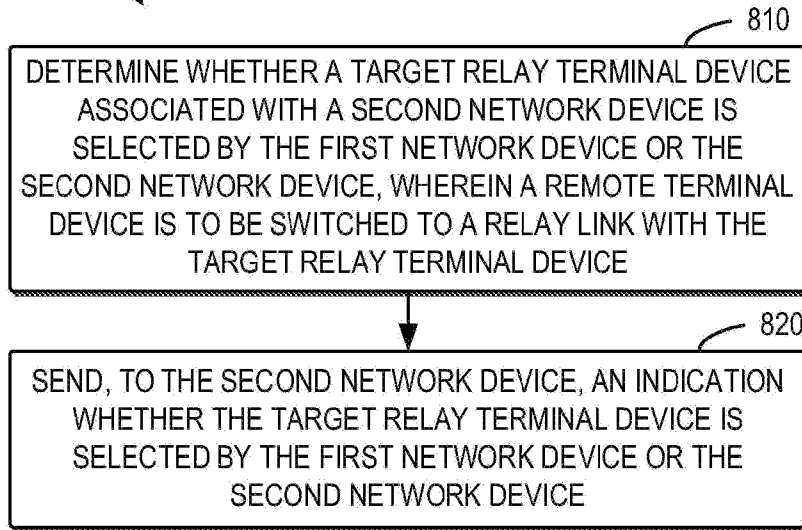 810
DETERMINE WHETHER A TARGET RELAY TERMINAL DEVICE
ASSOCIATED WITH A SECOND NETWORK DEVICE IS
SELECTED BY THE FIRST NETWORK DEVICE OR THE
SECOND NETWORK DEVICE, WHEREIN A REMOTE TERMINAL
DEVICE IS TO BE SWITCHED TO A RELAY LINK WITH THE
TARGET RELAY TERMINAL DEVICE
820
SEND, TO THE SECOND NETWORK DEVICE, AN INDICATION
WHETHER THE TARGET RELAY TERMINAL DEVICE IS
SELECTED BY THE FIRST NETWORK DEVICE OR THE
SECOND NETWORK DEVICE